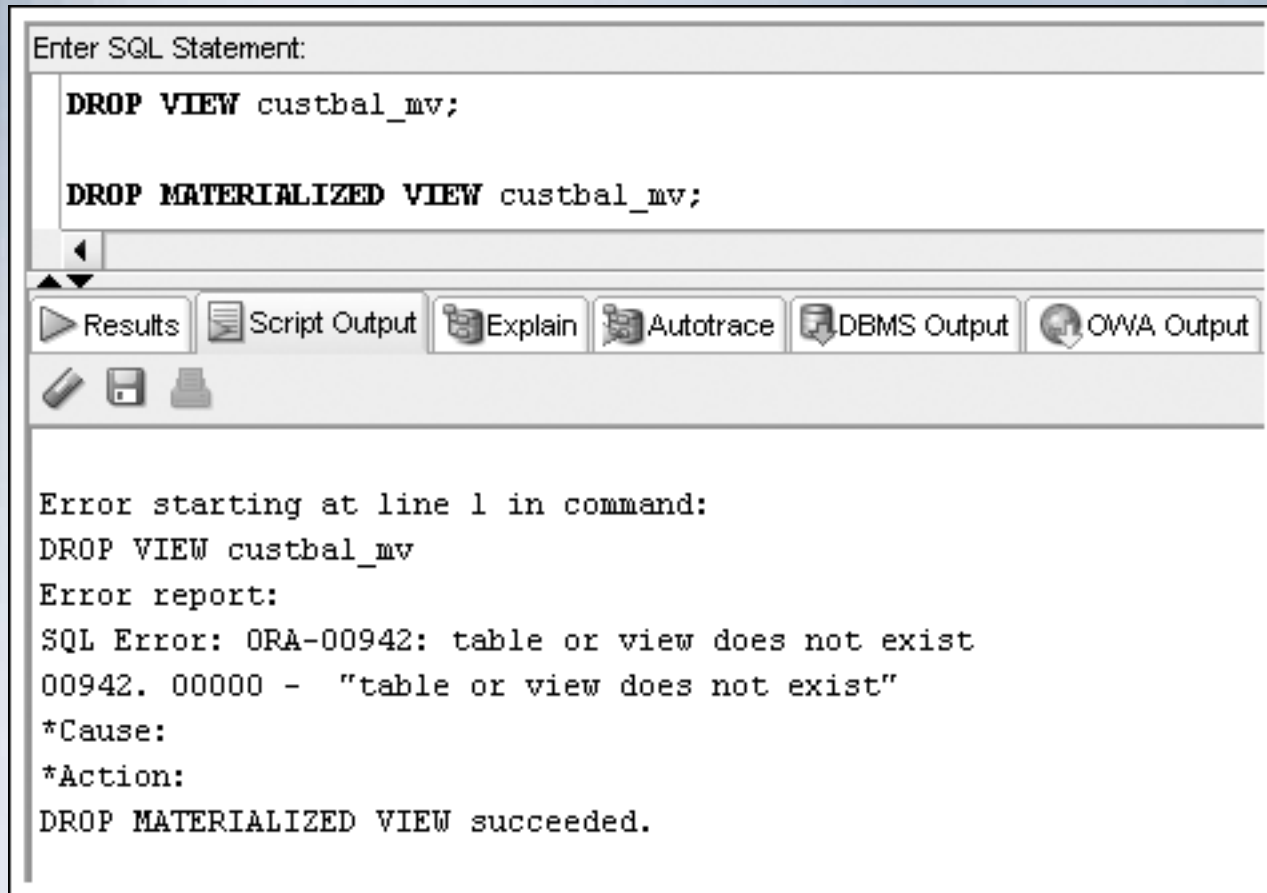 Enter SQL Statement:
DROP VIEW custbal_mv;
DROP MATERIALIZED VIEW custbal_mv;
Results Script Output Explain Autotrace DBMS Output OWA Output
Error starting at line 1 in command:
DROP VIEW custbal_mv
Error report:
SQL Error: ORA-00942: table or view does not exist
00942. 00000 - "table or view does not exist"
*Cause:
*Action:
DROP MATERIALIZED VIEW succeeded.